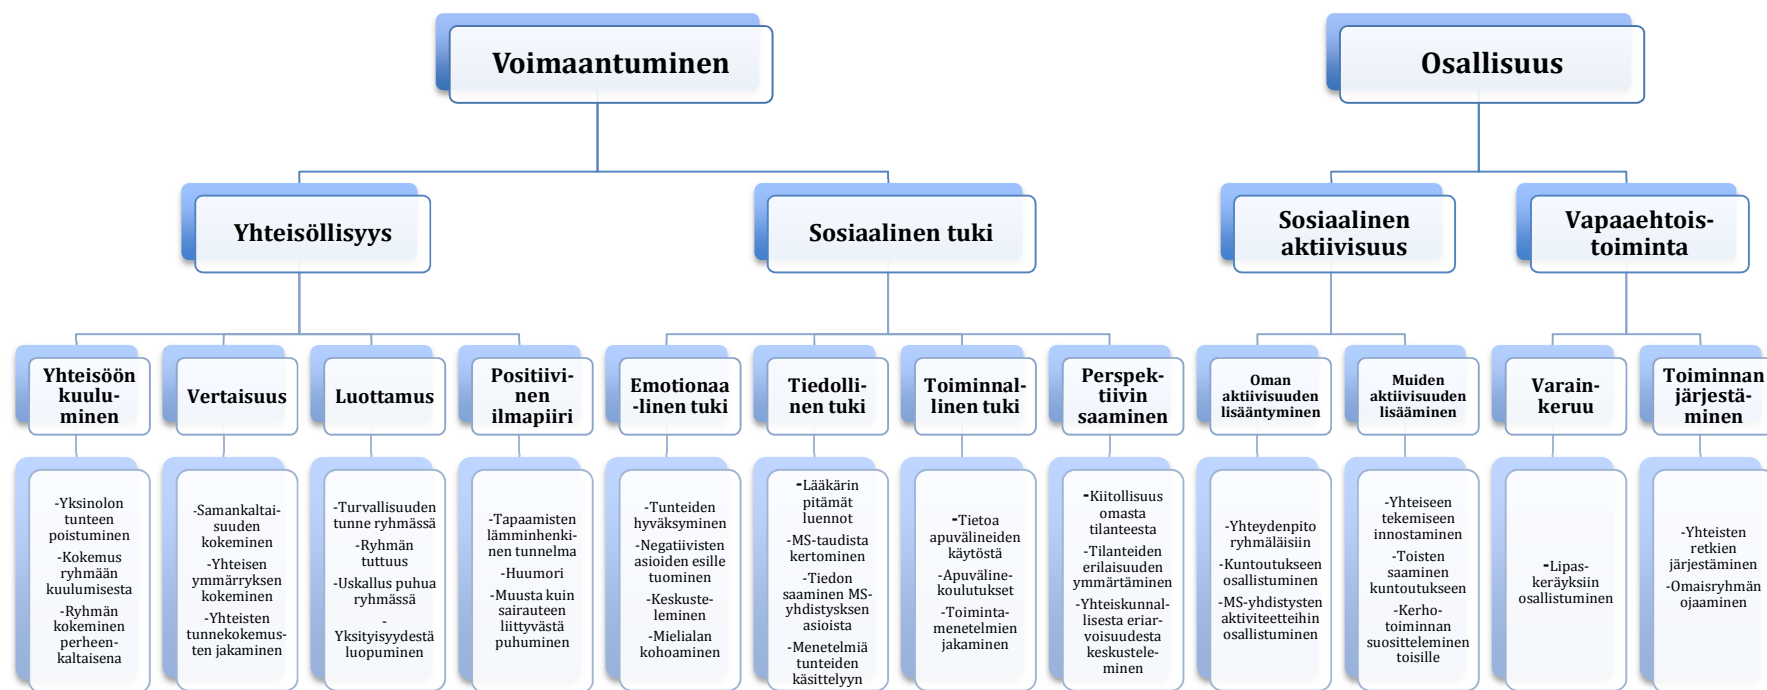 Voimaantuminen
Osallisuus
Yhteisöllisyys
Sosiaalinen tuki
Sosiaalinen
aktiivisuus
Vapaaehtois-
toiminta
Yhteisöön
kuulu-
minen
Vertaisuus
Luottamus
Positiivi-
nen
ilmapiiri
Emotionaa
-linen tuki
Tiedolli-
nen tuki
Toiminnal-
linen tuki
Perspek-
tiivin
saaminen
Oman
aktiivisuuden
lisääntyminen
Muiden
aktiivisuuden
lisääminen
Varain-
keruu
Toiminnan
järjestä-
minen
-Yksinolon
tunteen
poistuminen
-Kokemus
ryhmään
kuulumisesta
-Ryhmän
kokeminen
perheen-
kaltaisena
-Samankaltai-
suuden
kokeminen
-Yhteisen
ymmärryksen
kokeminen
-Yhteisten
tunnekokemus-
ten jakaminen
-Turvallisuuden
tunne ryhmässä
-Ryhmän
tuttuus
-Uskallus puhua
ryhmässä
-
Yksityisyydestä
luopuminen
-Tapaamisten
lämminhenki-
nen tunnelma
-Huumori
-Muusta kuin
sairauteen
liittyvästä
puhuminen
-Tunteiden
hyväksyminen
-Negatiivisten
asioiden esille
tuominen
-Keskuste-
leminen
-Mielialan
kohoaminen
-Lääkärin
pitämät
luennot
-MS-taudista
kertominen
-Tiedon
saaminen MS-
yhdistysksen
asioista
-Menetelmiä
tunteiden
käsittelyyn
-Tietoa
apuvälineiden
käytöstä
-Apuväline-
koulutukset
-Toiminta-
menetelmien
jakaminen
-Kiitollisuus
omasta
tilanteesta
-Tilanteiden
erilaisuuden
ymmärtäminen
-Yhteiskunnal-
lisesta eriar-
voisuudesta
keskustele-
minen
-Yhteydenpito
ryhmäläisiin
-Kuntoutukseen
osallistuminen
-MS-yhdistysten
aktiviteetteihin
osallistuminen
-Yhteiseen
tekemiseen
innostaminen
-Toisten
saaminen
kuntoutukseen
-Kerho-
toiminnan
suositteleminen
toisille
-Lipas-
keräyksiin
osallistuminen
-Yhteisten
retkien
järjestäminen
-Omaisryhmän
ojaaminen